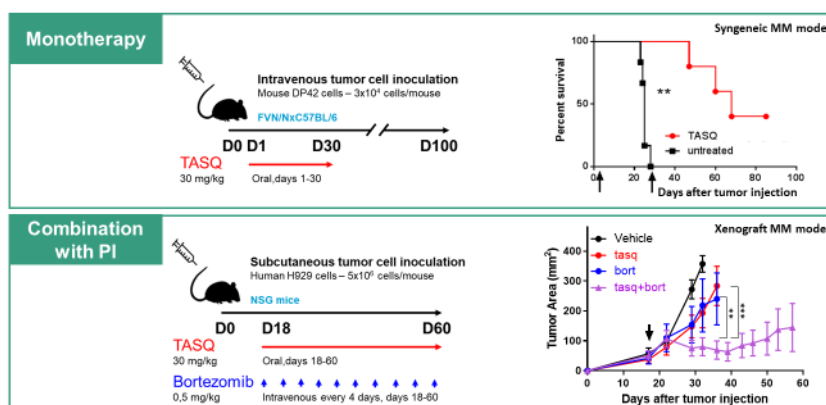 Monotherapy
Intravenous tumor cell inoculation
Mouse DP42 cells – 3x10⁴ cells/mouse
FVN/NxC57BL/6
D0 D1 D30 D100
TASQ
30 mg/kg
Oral,days 1-30
Syngeneic MM mode
Percent survival
100
50
0
**
TASQ
untreated
0 20 40 60 80 100
Days after tumor injection
Combination
with PI
Subcutaneous tumor cell inoculation
Human H929 cells – 5x10⁶ cells/mouse
NSG mice
D0 D18 D60
TASQ
30 mg/kg
Oral,days 18-60
Bortezomib
0,5 mg/kg
Intravenous every 4 days, days 18-60
Xenograft MM mode
Vehicle
tasq
bort
tasq+bort
Tumor Area (mm²)
400
300
200
100
0
**
***
0 10 20 30 40 50 60
Days after tumor injection